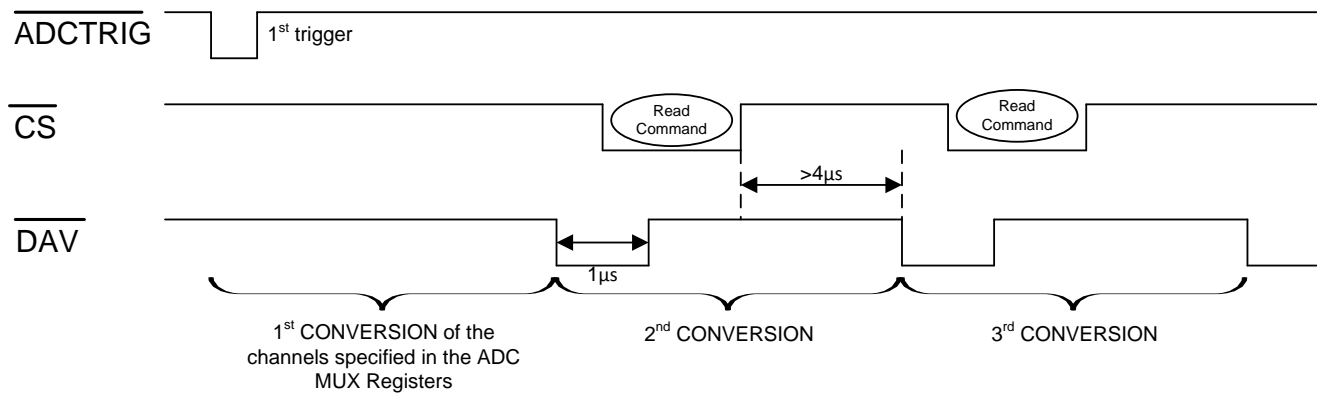 ADCTRIG
1st trigger
CS
Read
Command
Read
Command
>4µs
DAV
1µs
1st CONVERSION of the
channels specified in the ADC
MUX Registers
2nd CONVERSION
3rd CONVERSION